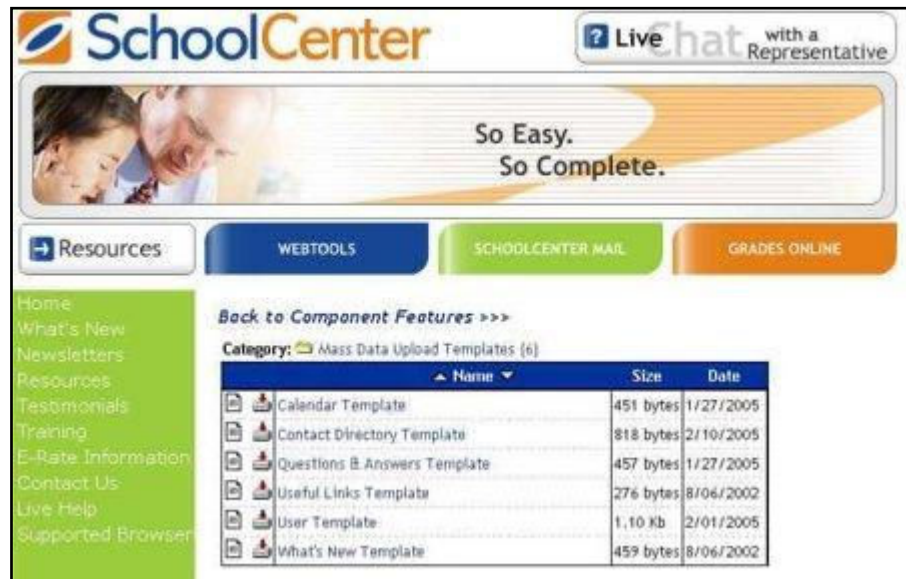 SchoolCenter
? Live Chat with a
Representative
So Easy.
So Complete.
Resources
WEBTOOLS
SCHOOLCENTER MAIL
GRADES ONLINE
Home
What's New
Newsletters
Resources
Testimonials
Training
E-Rate Information
Contact Us
Live Help
Supported Browser
Back to Component Features >>>
Category: Mass Data Upload Templates (6)
Name Size Date
Calendar Template 451 bytes 1/27/2005
Contact Directory Template 818 bytes 2/10/2005
Questions & Answers Template 457 bytes 1/27/2005
Useful Links Template 276 bytes 8/06/2002
User Template 1.10 Kb 2/01/2005
What's New Template 459 bytes 8/06/2002